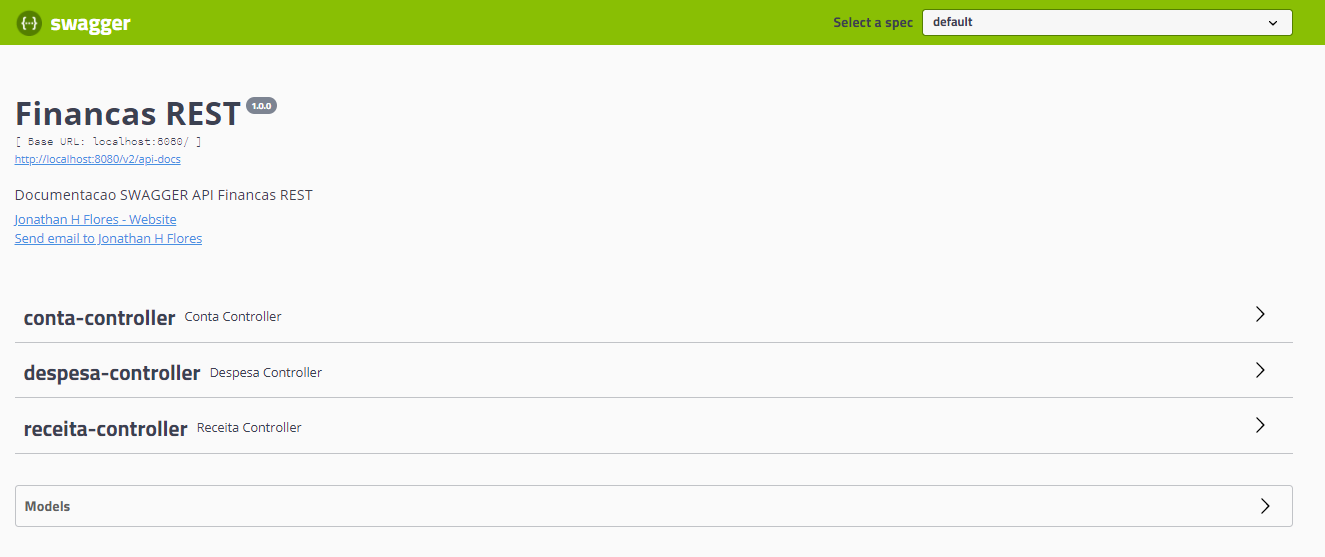 swagger
Select a spec default
Financas REST 1.0.0
[ Base URL: localhost:8080/ ]
http://localhost:8080/v2/api-docs
Documentacao SWAGGER API Financas REST
Jonathan H Flores - Website
Send email to Jonathan H Flores
conta-controller Conta Controller
despesa-controller Despesa Controller
receita-controller Receita Controller
Models